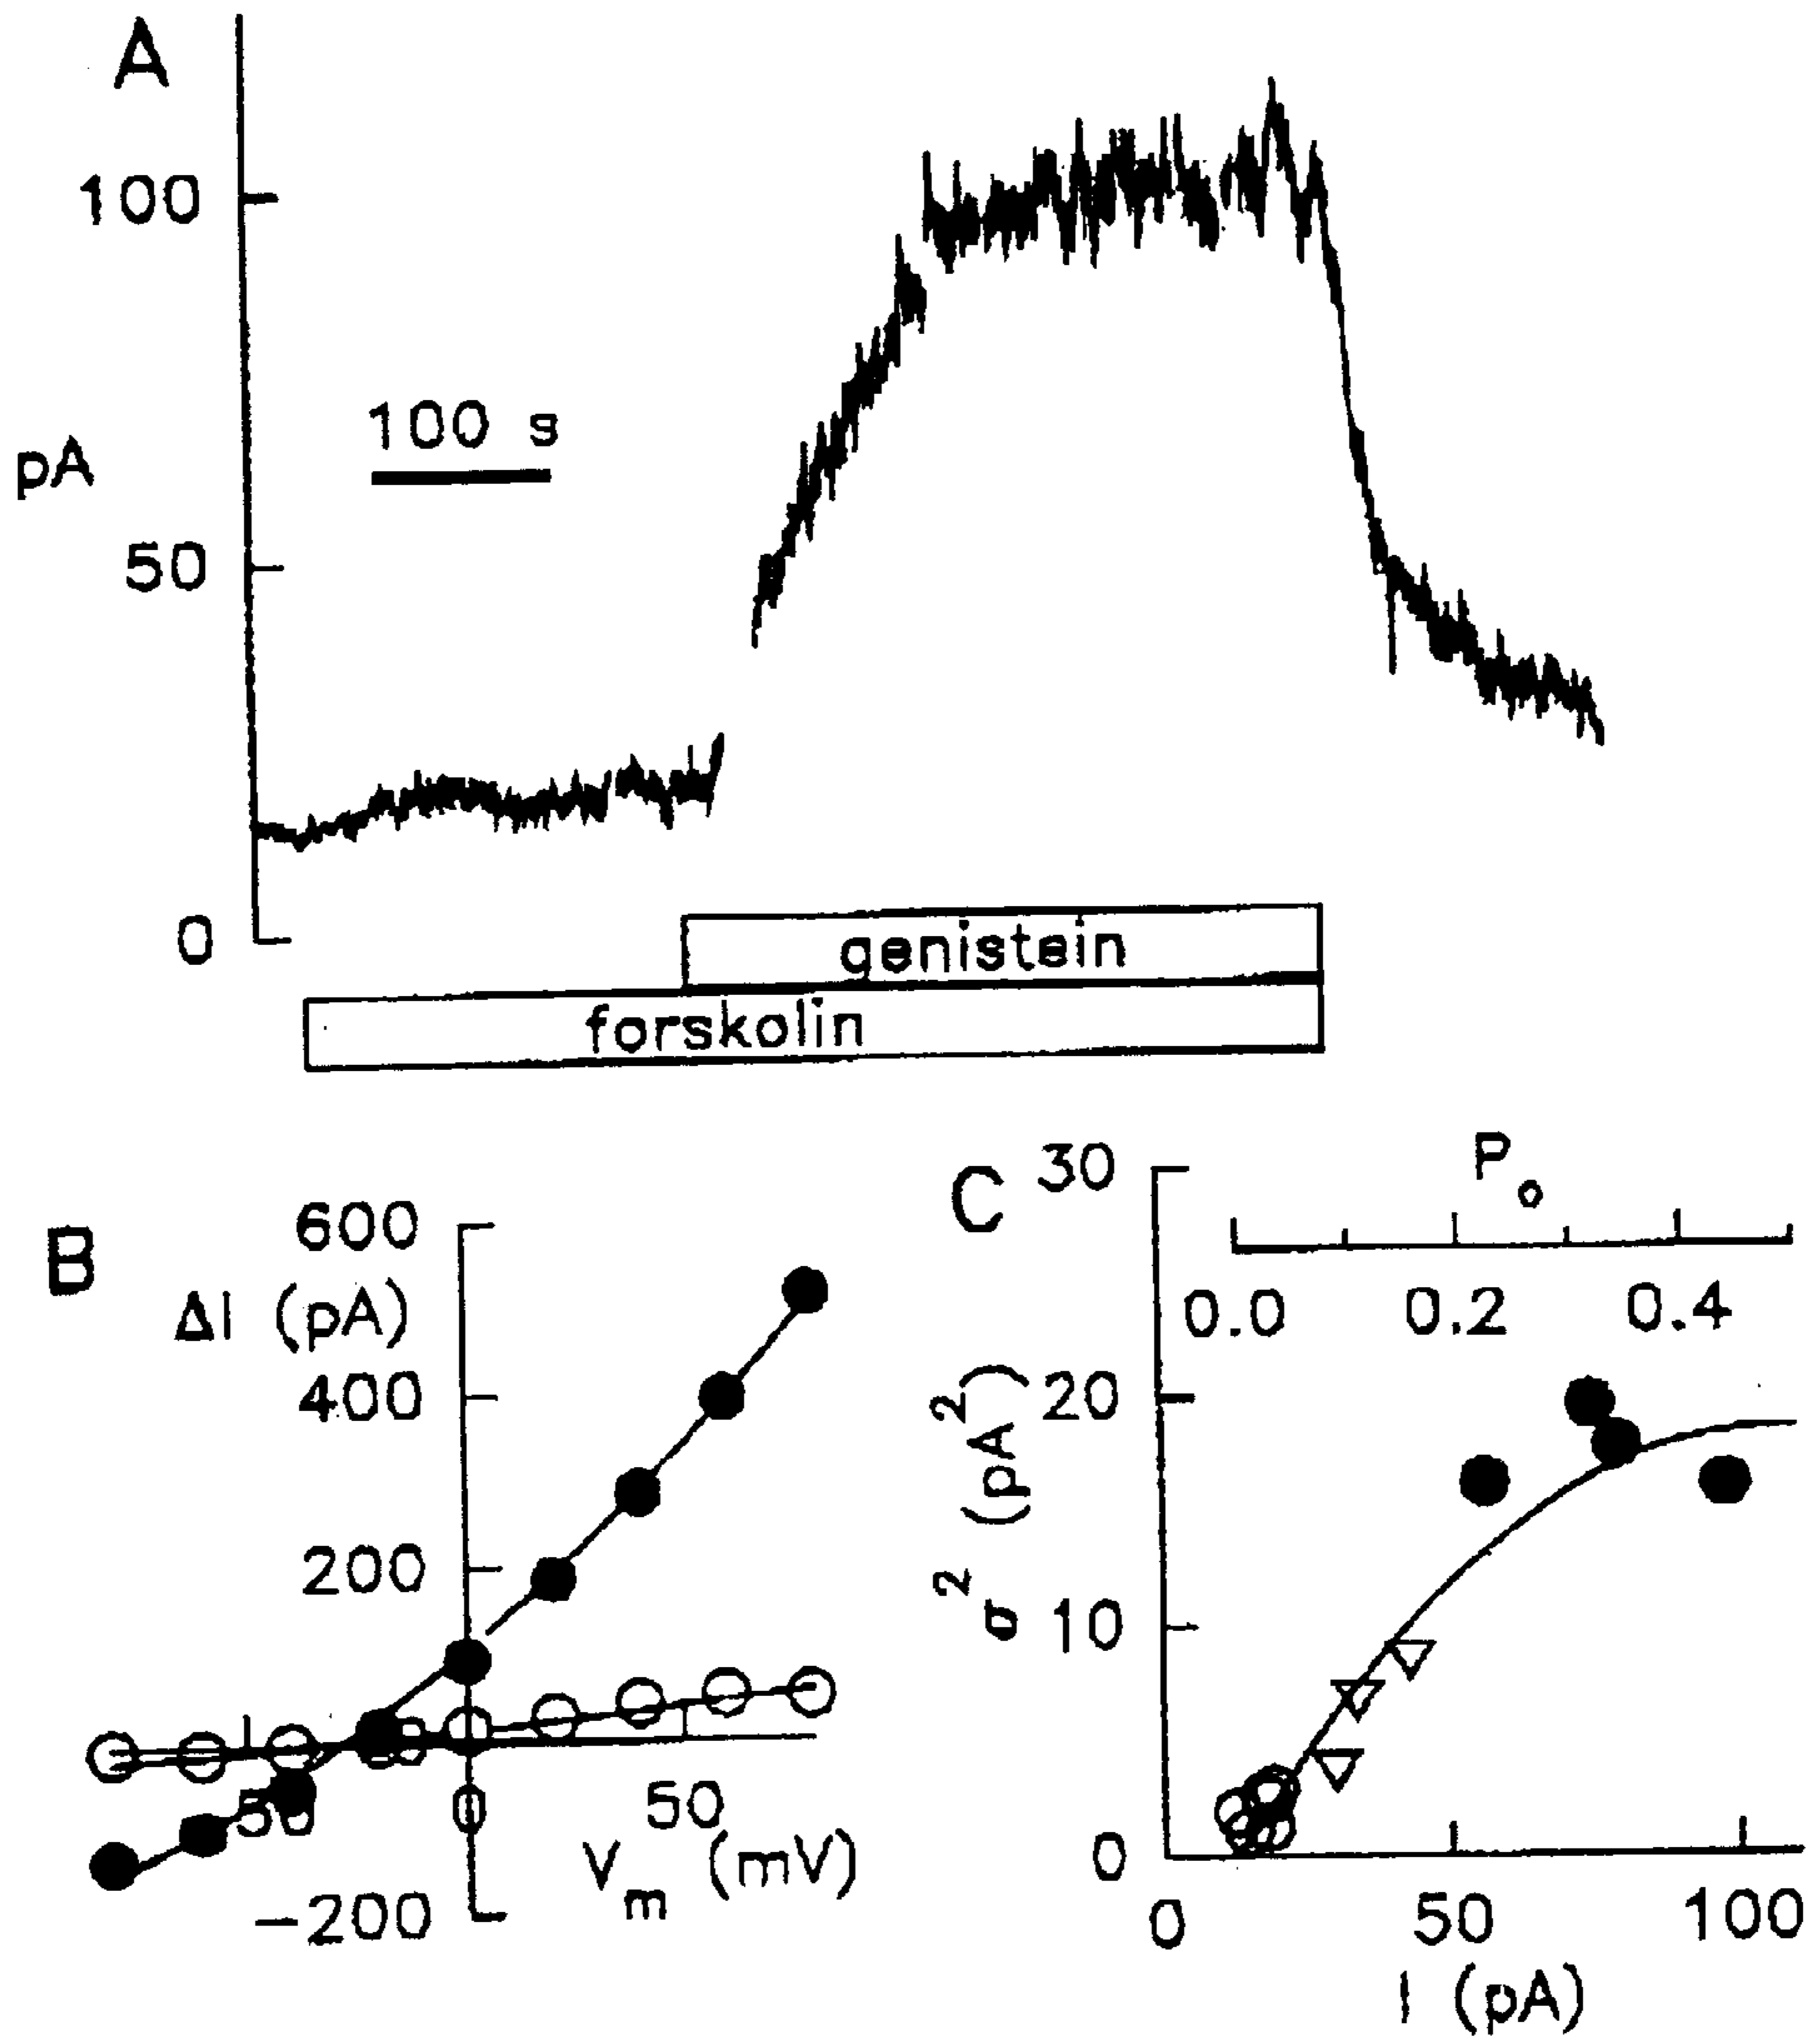 A
100
100 s
pA
50
0
genistein
forskolin
B
600
ΔI (pA)
400
200
50
0
50
Vm (mV)
−200
C
30
Po
0.0 0.2 0.4
20
σ² (pA²)
10
0
0 50 100
I (pA)